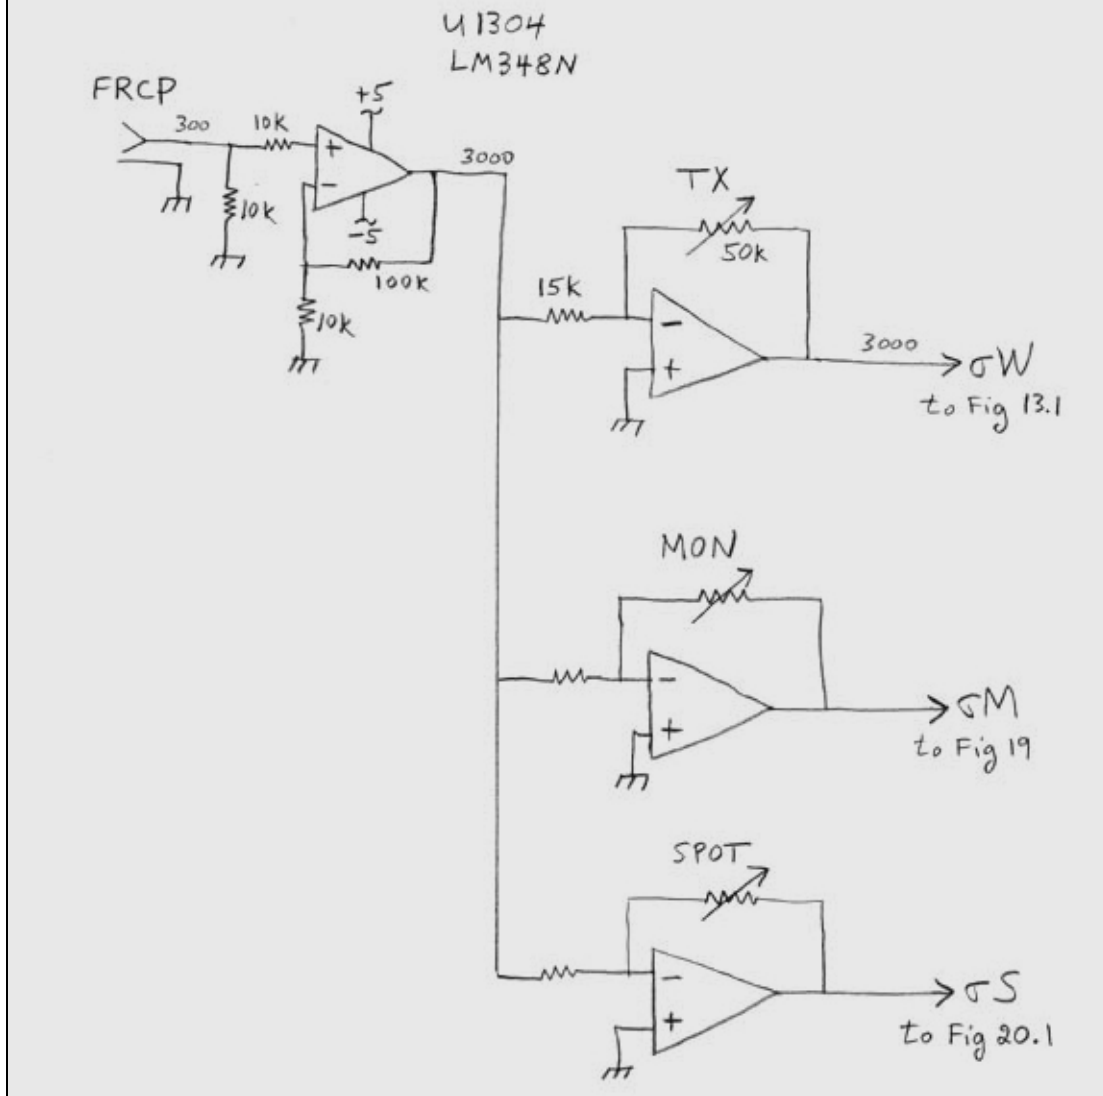 U1304
LM348N
FRCP
+5
300
10k
3000
+
-
10k
-5
100k
10k
TX
50k
15k
-
+
3000
σW
to Fig 13.1
MON
-
+
σM
to Fig 19
SPOT
-
+
σS
to Fig 20.1